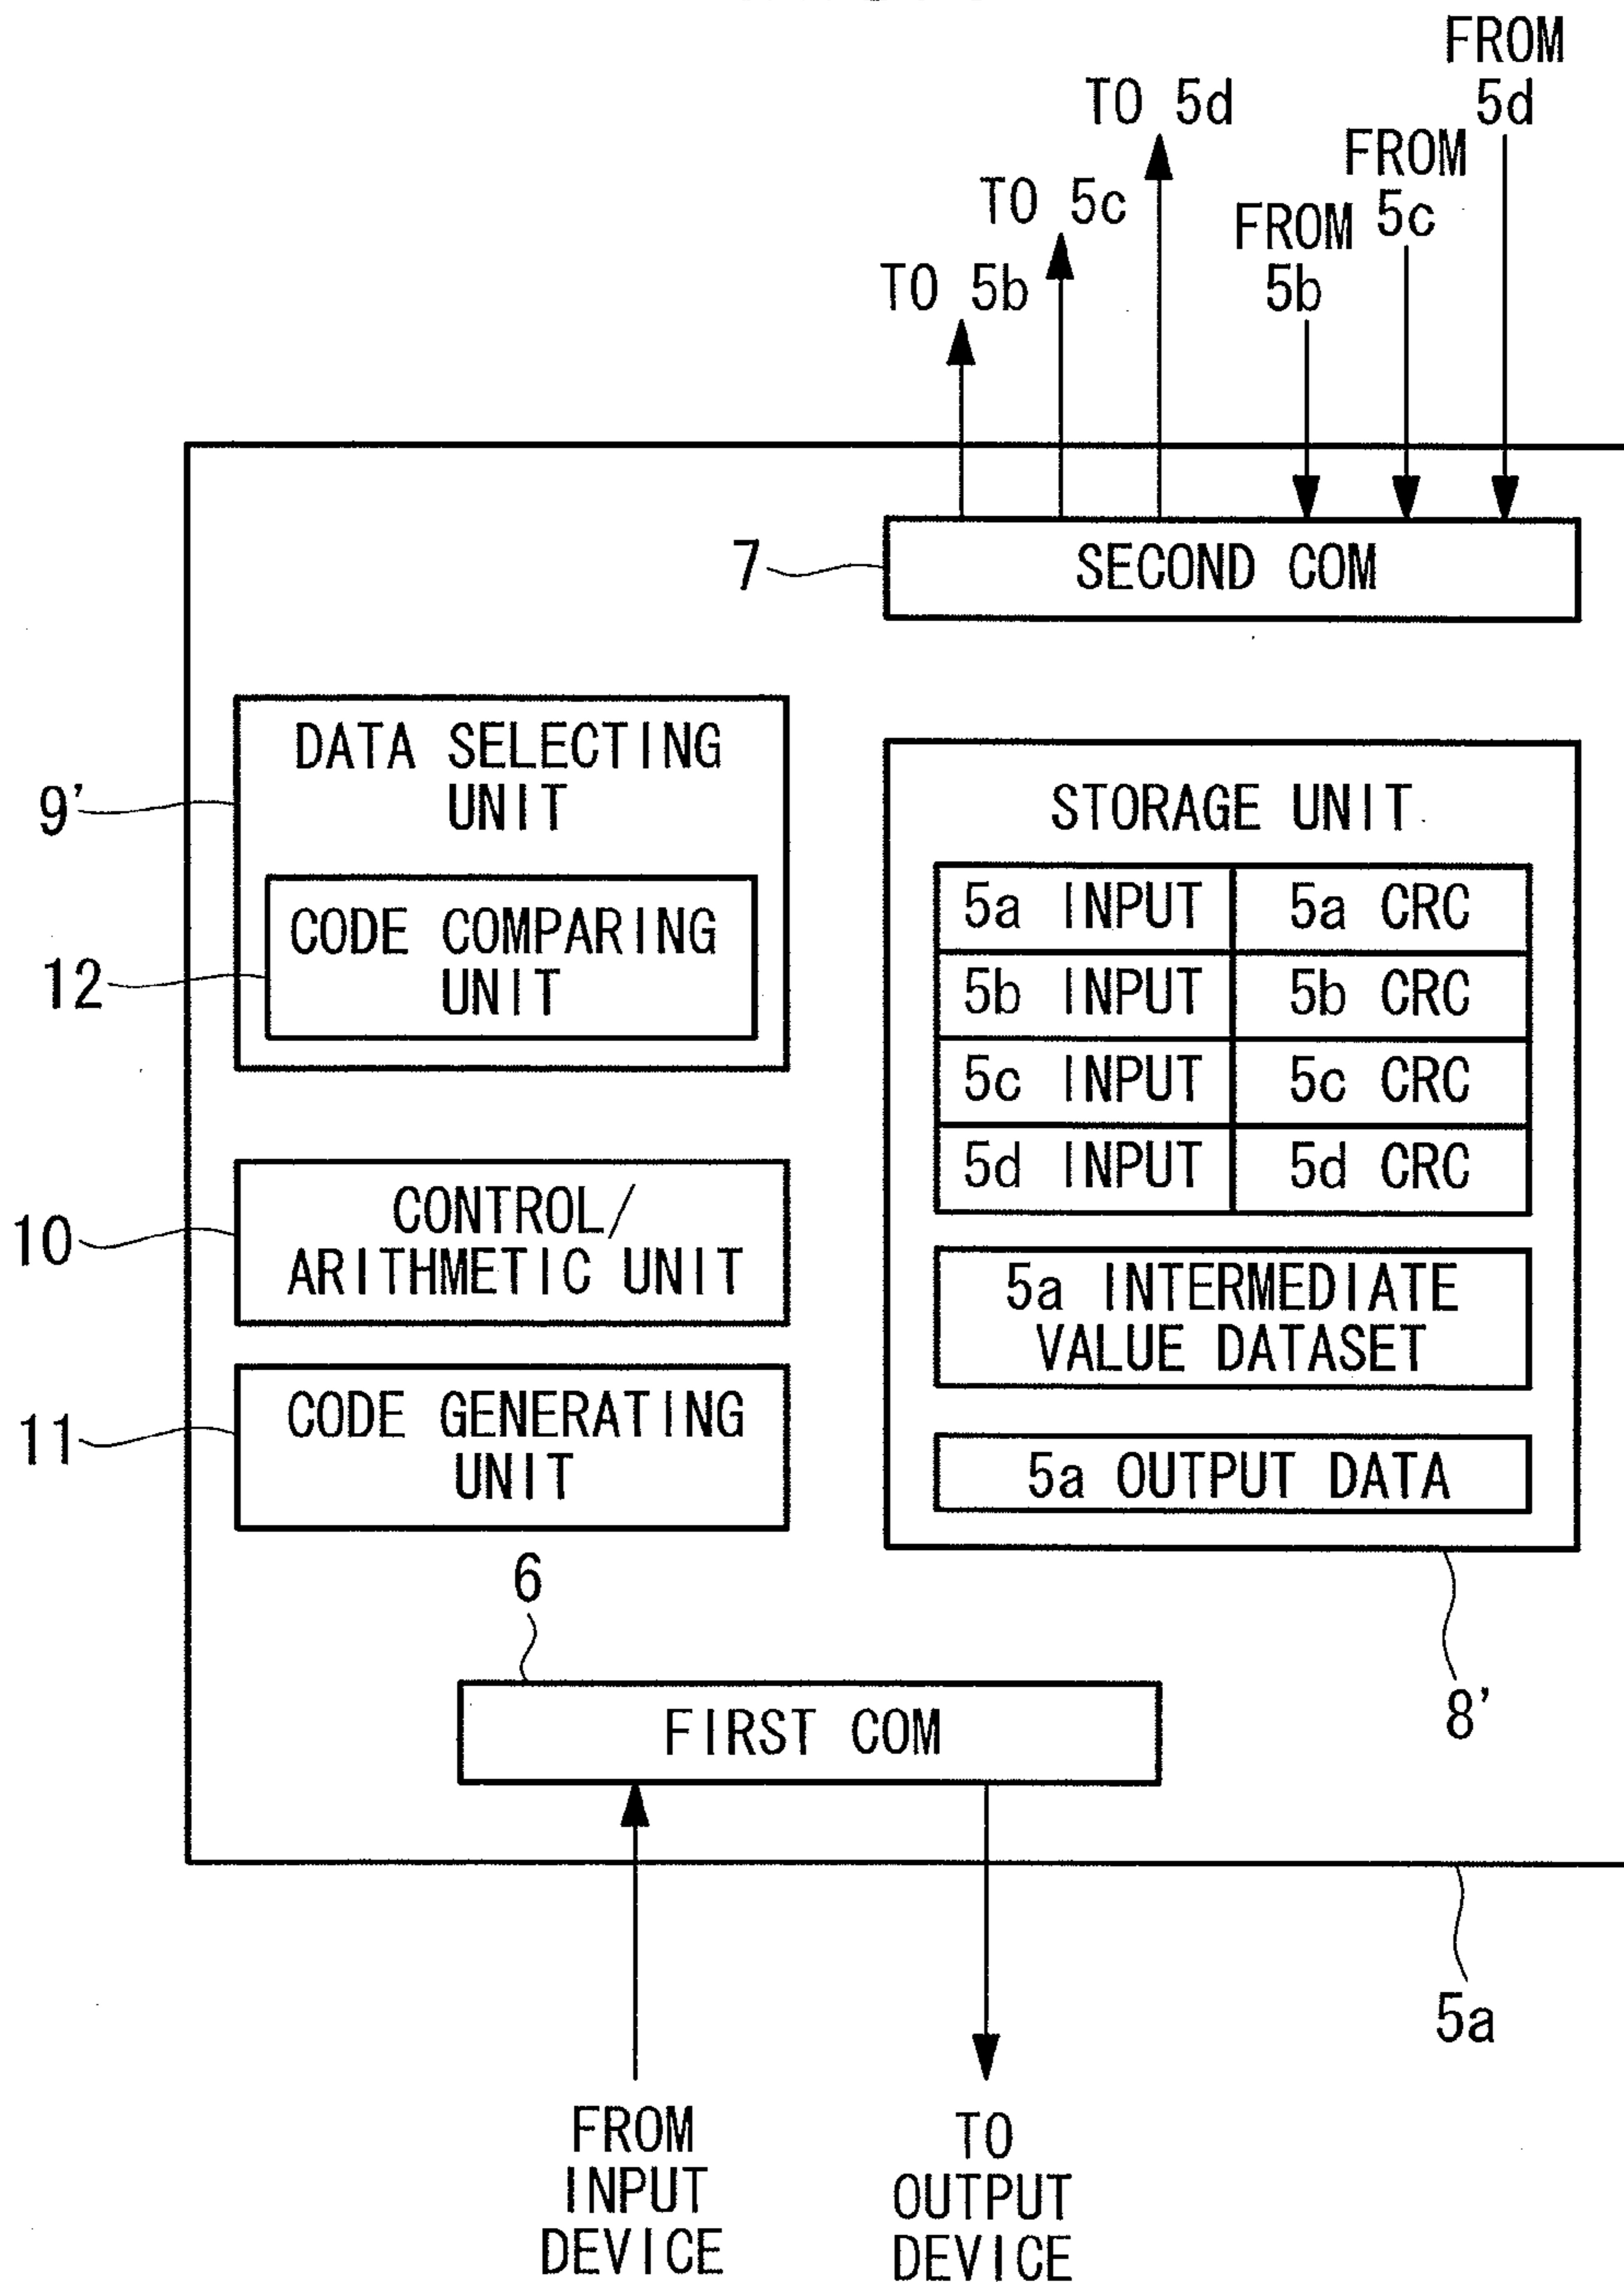 FROM
5d
TO 5d
FROM
5c
TO 5c
FROM
5b
TO 5b
7
SECOND COM
DATA SELECTING
UNIT
9'
CODE COMPARING
UNIT
12
STORAGE UNIT
5a INPUT 5a CRC
5b INPUT 5b CRC
5c INPUT 5c CRC
5d INPUT 5d CRC
10
CONTROL/
ARITHMETIC UNIT
5a INTERMEDIATE
VALUE DATASET
11
CODE GENERATING
UNIT
5a OUTPUT DATA
6
FIRST COM
8'
5a
FROM
INPUT
DEVICE
TO
OUTPUT
DEVICE